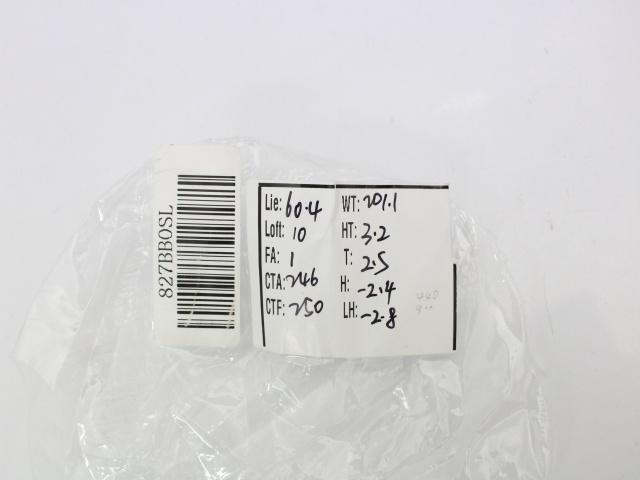 827BB0SL
Lie: 60.4 WT: 201.1
Loft: 10 HT: 3.2
FA: 1 T: 2.5
CTA: 246 H: -2.4
CTF: 250 LH: -2.8